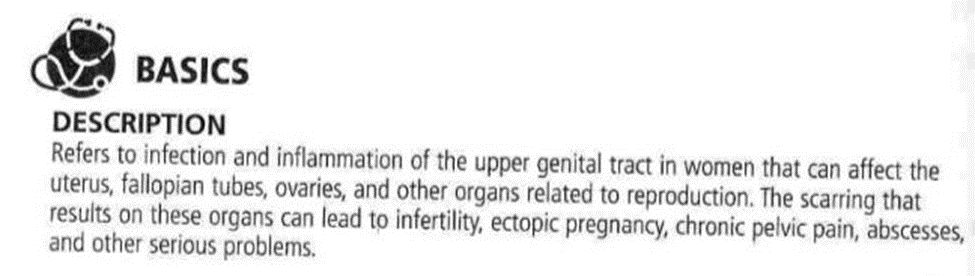 BASICS
DESCRIPTION
Refers to infection and inflammation of the upper genital tract in women that can affect the
uterus, fallopian tubes, ovaries, and other organs related to reproduction. The scarring that
results on these organs can lead to infertility, ectopic pregnancy, chronic pelvic pain, abscesses,
and other serious problems.